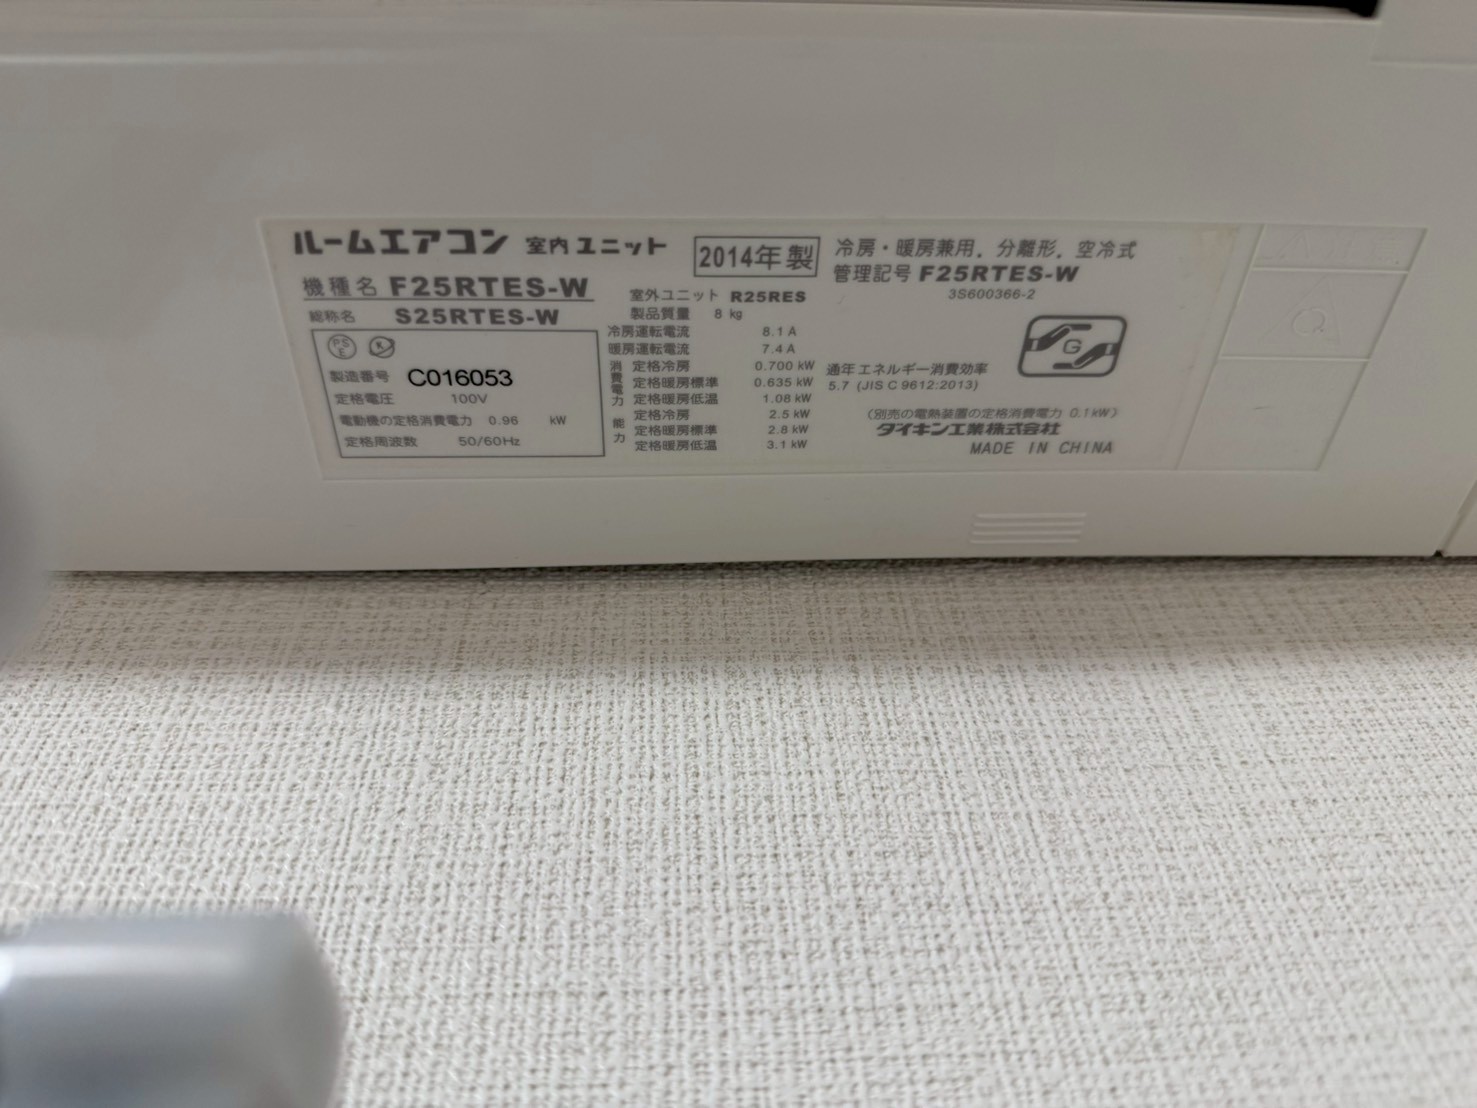 ルームエアコン 室内ユニット
2014年 製
冷房・暖房兼用, 分離形, 空冷式
機種名 F25RTES-W
管理記号 F25RTES-W
3S600366-2
総称名 S25RTES-W
室外ユニット R25RES
製品質量 8 kg
PS
E
製造番号 C016053
定格電圧 100V
電動機の定格消費電力 0.96 kW
定格周波数 50/60Hz
冷房運転電流 8.1 A
暖房運転電流 7.4 A
消費電力
定格冷房 0.700 kW
定格暖房標準 0.635 kW
定格暖房低温 1.08 kW
能力
定格冷房 2.5 kW
定格暖房標準 2.8 kW
定格暖房低温 3.1 kW
通年エネルギー消費効率
5.7 (JIS C 9612:2013)
G
(別売の電熱装置の定格消費電力 0.1kW)
ダイキン工業株式会社
MADE IN CHINA